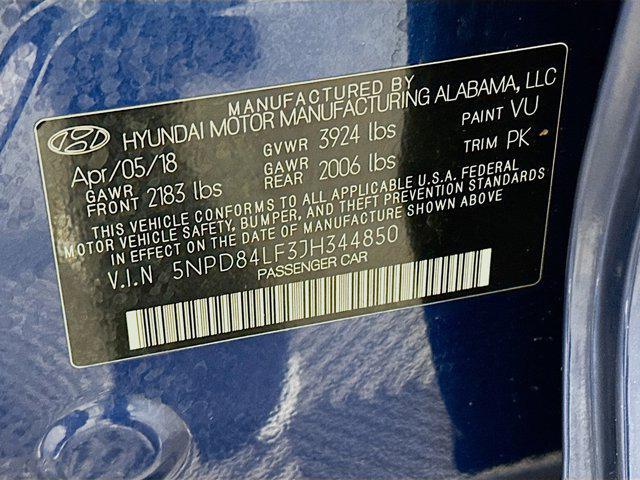 MANUFACTURED BY
HYUNDAI MOTOR MANUFACTURING ALABAMA, LLC
Apr/05/18 GVWR 3924 lbs PAINT VU
GAWR FRONT 2183 lbs GAWR REAR 2006 lbs TRIM PK
THIS VEHICLE CONFORMS TO ALL APPLICABLE U.S.A. FEDERAL
MOTOR VEHICLE SAFETY, BUMPER, AND THEFT PREVENTION STANDARDS
IN EFFECT ON THE DATE OF MANUFACTURE SHOWN ABOVE
V.I.N 5NPD84LF3JH344850
PASSENGER CAR